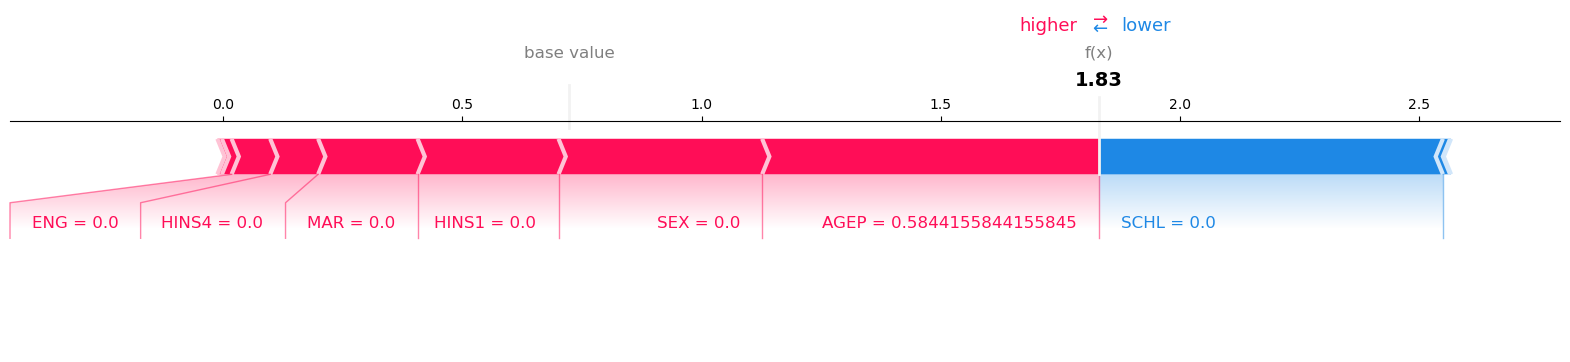 higher ⇄ lower
base value f(x)
1.83
0.0 0.5 1.0 1.5 2.0 2.5
ENG = 0.0 HINS4 = 0.0 MAR = 0.0 HINS1 = 0.0 SEX = 0.0 AGEP = 0.5844155844155845 SCHL = 0.0